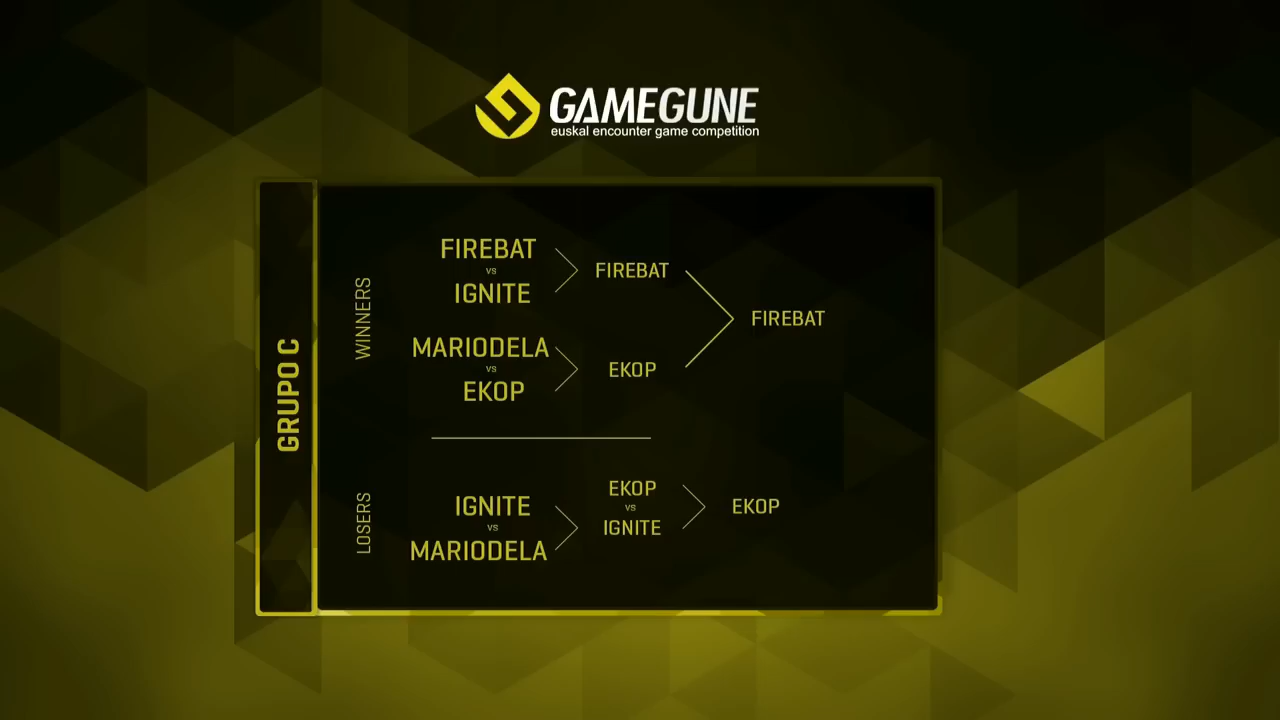 GAMEGUNE
euskal encounter game competition
GRUPO C
WINNERS
FIREBAT
vs
IGNITE
FIREBAT
MARIODELA
vs
EKOP
EKOP
FIREBAT
LOSERS
IGNITE
vs
MARIODELA
EKOP
vs
IGNITE
EKOP